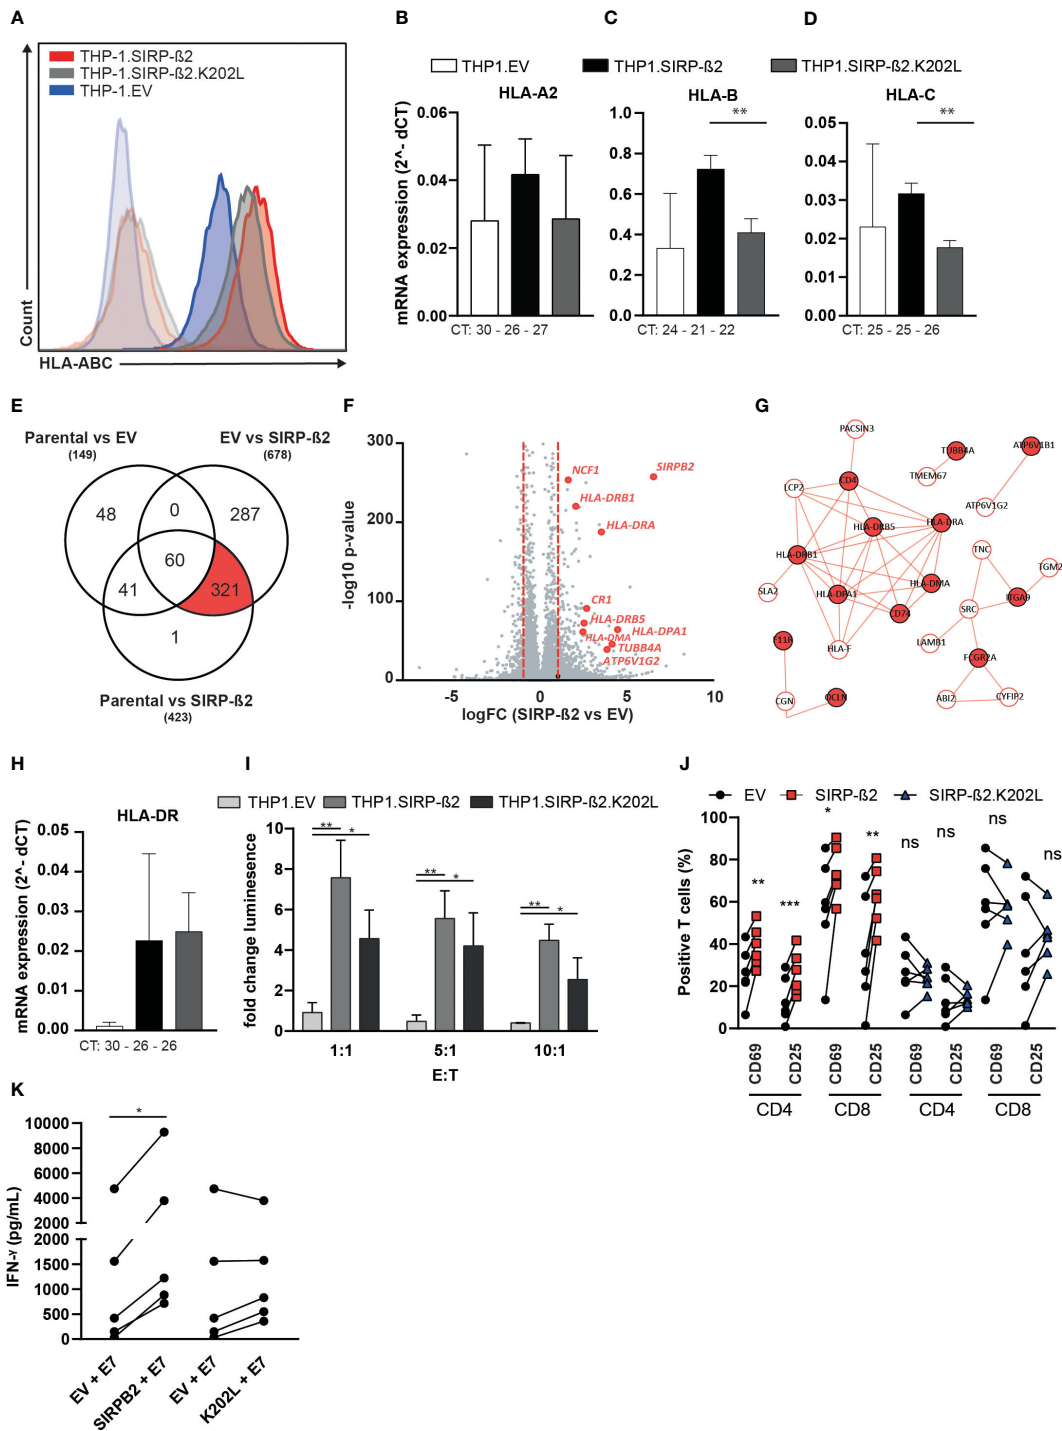 A
THP-1.SIRP-ß2
THP-1.SIRP-ß2.K202L
THP-1.EV
Count
HLA-ABC
B
C
D
THP1.EV
THP1.SIRP-ß2
THP1.SIRP-ß2.K202L
HLA-A2
HLA-B
HLA-C
mRNA expression (2^- dCT)
0.06
0.04
0.02
0.00
CT: 30 - 26 - 27
1.0
0.8
0.6
0.4
0.2
0.0
**
CT: 24 - 21 - 22
0.05
0.04
0.03
0.02
0.01
0.00
**
CT: 25 - 25 - 26
E
Parental vs EV
(149)
EV vs SIRP-ß2
(678)
48
0
287
60
41
321
1
Parental vs SIRP-ß2
(423)
F
-log10 p-value
300
200
100
0
-5
0
5
10
logFC (SIRP-ß2 vs EV)
NCF1
SIRPB2
HLA-DRB1
HLA-DRA
CR1
HLA-DRB5
HLA-DPA1
HLA-DMA
TUBB4A
ATP6V1G2
G
PACSIN3
TUBB4A
ATP6V1B1
TMEM67
CD4
LCP2
ATP6V1G2
HLA-DRB5
HLA-DRA
HLA-DRB1
TNC
TGM2
HLA-DMA
SLA2
HLA-DPA1
ITGA9
SRC
CD74
F11R
LAMB1
HLA-F
FCGR2A
CGN
OCLN
ABI2
CYFIP2
H
HLA-DR
mRNA expression (2^- dCT)
0.05
0.04
0.03
0.02
0.01
0.00
CT: 30 - 26 - 26
I
THP1.EV
THP1.SIRP-ß2
THP1.SIRP-ß2.K202L
fold change luminesence
10
8
6
4
2
0
**
*
**
*
**
*
1:1
5:1
10:1
E:T
J
EV
SIRP-ß2
SIRP-ß2.K202L
Positive T cells (%)
100
80
60
40
20
0
**
***
*
**
ns
ns
ns
ns
CD69
CD25
CD69
CD25
CD69
CD25
CD69
CD25
CD4
CD8
CD4
CD8
K
IFN-γ (pg/mL)
10000
8000
6000
4000
2000
2000
1500
1000
500
0
*
EV + E7
SIRPB2 + E7
EV + E7
K202L + E7